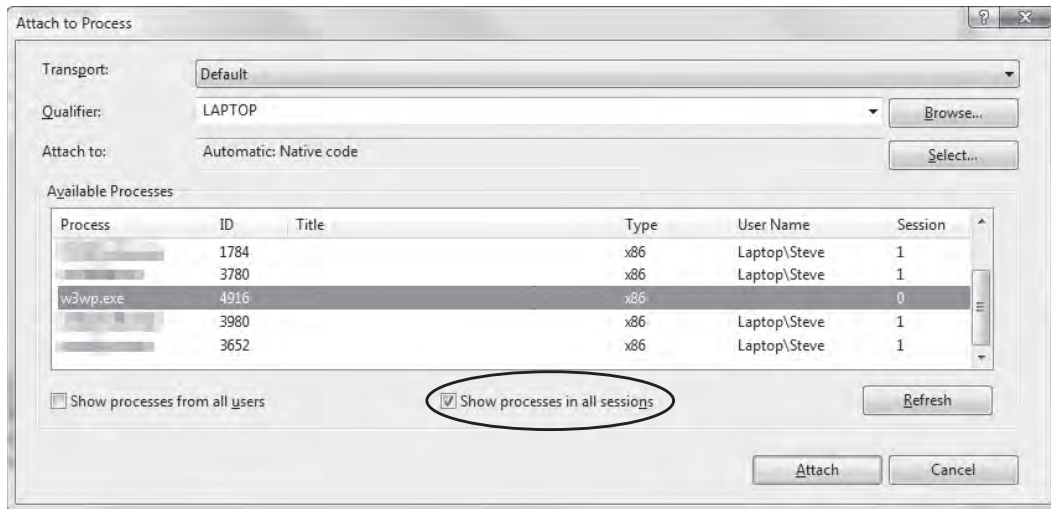 Attach to Process
Transport: Default
Qualifier: LAPTOP Browse...
Attach to: Automatic: Native code Select...
Available Processes
Process ID Title Type User Name Session
1784 x86 Laptop\Steve 1
3780 x86 Laptop\Steve 1
w3wp.exe 4916 x86 0
3980 x86 Laptop\Steve 1
3652 x86 Laptop\Steve 1
Show processes from all users Show processes in all sessions Refresh
Attach Cancel